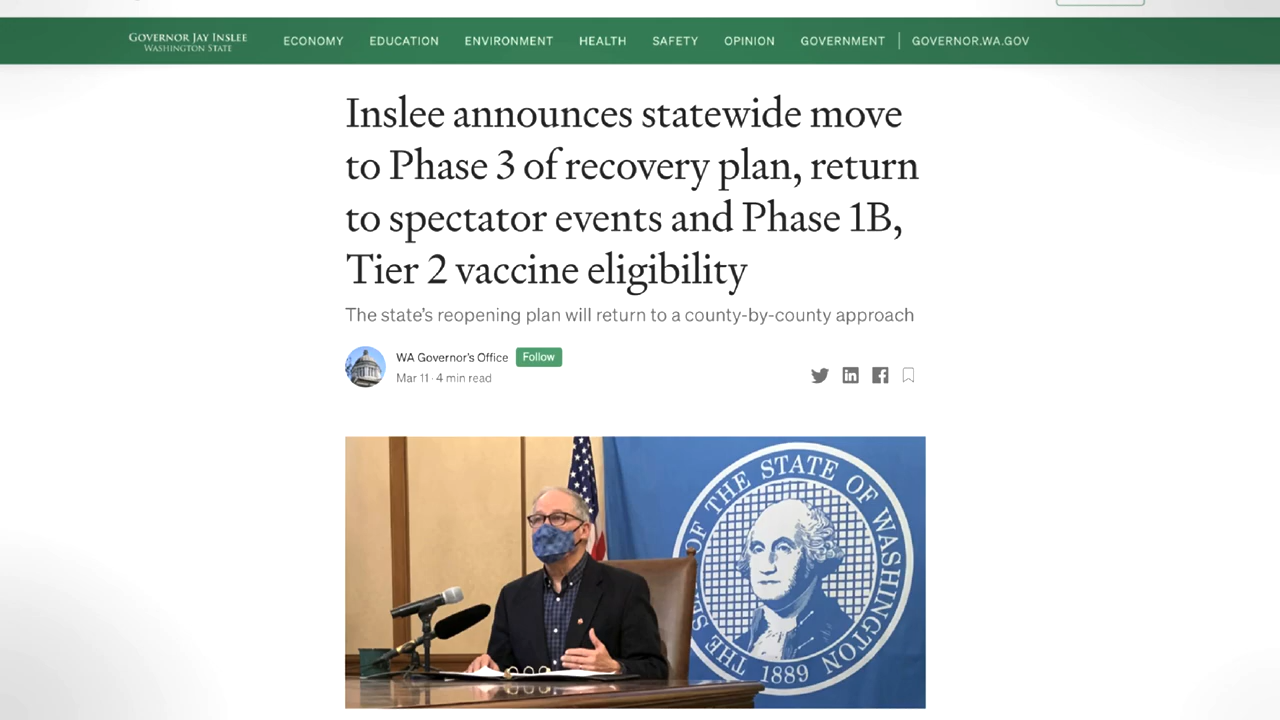 GOVERNOR JAY INSLEE
WASHINGTON STATE
ECONOMY EDUCATION ENVIRONMENT HEALTH SAFETY OPINION GOVERNMENT GOVERNOR.WA.GOV
Inslee announces statewide move
to Phase 3 of recovery plan, return
to spectator events and Phase 1B,
Tier 2 vaccine eligibility
The state's reopening plan will return to a county-by-county approach
WA Governor's Office Follow
Mar 11 · 4 min read
THE SEAL OF THE STATE OF WASHINGTON
1889